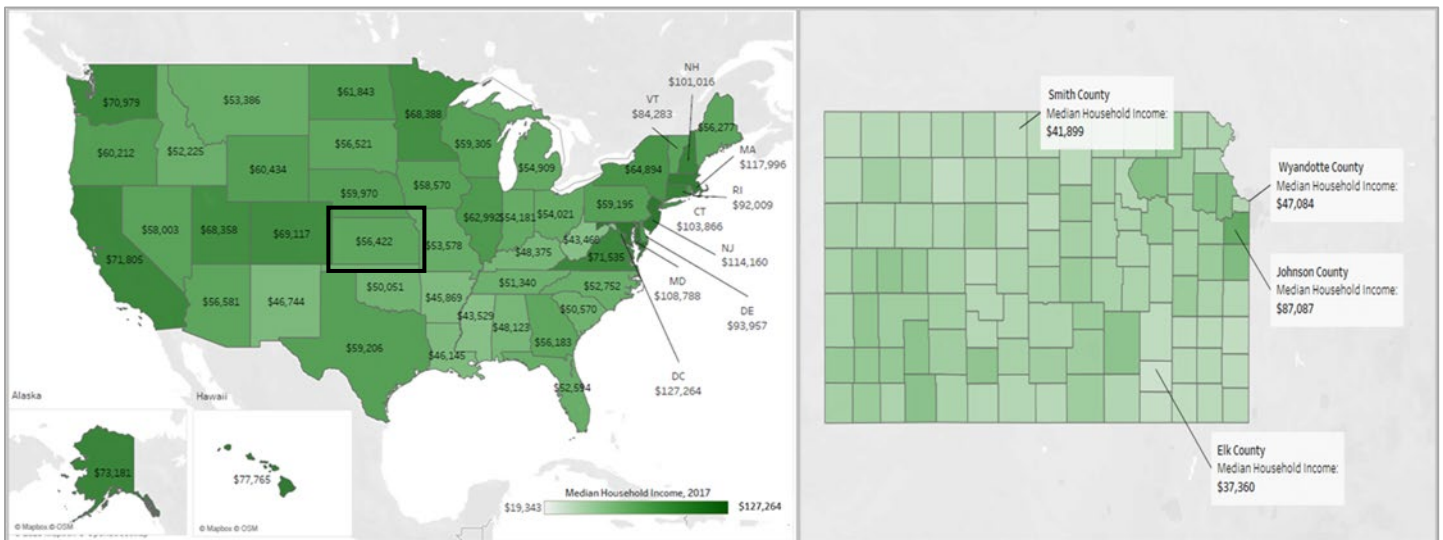 NH
$101,016
VT
$84,283
$70,979
$53,386
$61,843
$68,388
$56,277
MA
$117,996
$60,212
$52,225
$56,521
$59,305
$54,909
$64,894
RI
$92,009
$60,434
$58,570
$59,195
CT
$103,866
$59,970
$58,003
$68,358
$69,117
$56,422
$62,992
$54,181
$54,021
NJ
$114,160
$71,805
$53,578
$48,375
$43,469
$71,535
MD
$108,788
$56,581
$46,744
$50,051
$45,869
$51,340
$52,752
DE
$93,957
$43,529
$48,123
$50,570
$59,206
$46,145
$56,183
$52,594
DC
$127,264
Alaska
Hawaii
$73,181
$77,765
Median Household Income, 2017
$19,343
$127,264
© Mapbox © OSM
© Mapbox © OSM
Smith County
Median Household Income:
$41,899
Wyandotte County
Median Household Income:
$47,084
Johnson County
Median Household Income:
$87,087
Elk County
Median Household Income:
$37,360